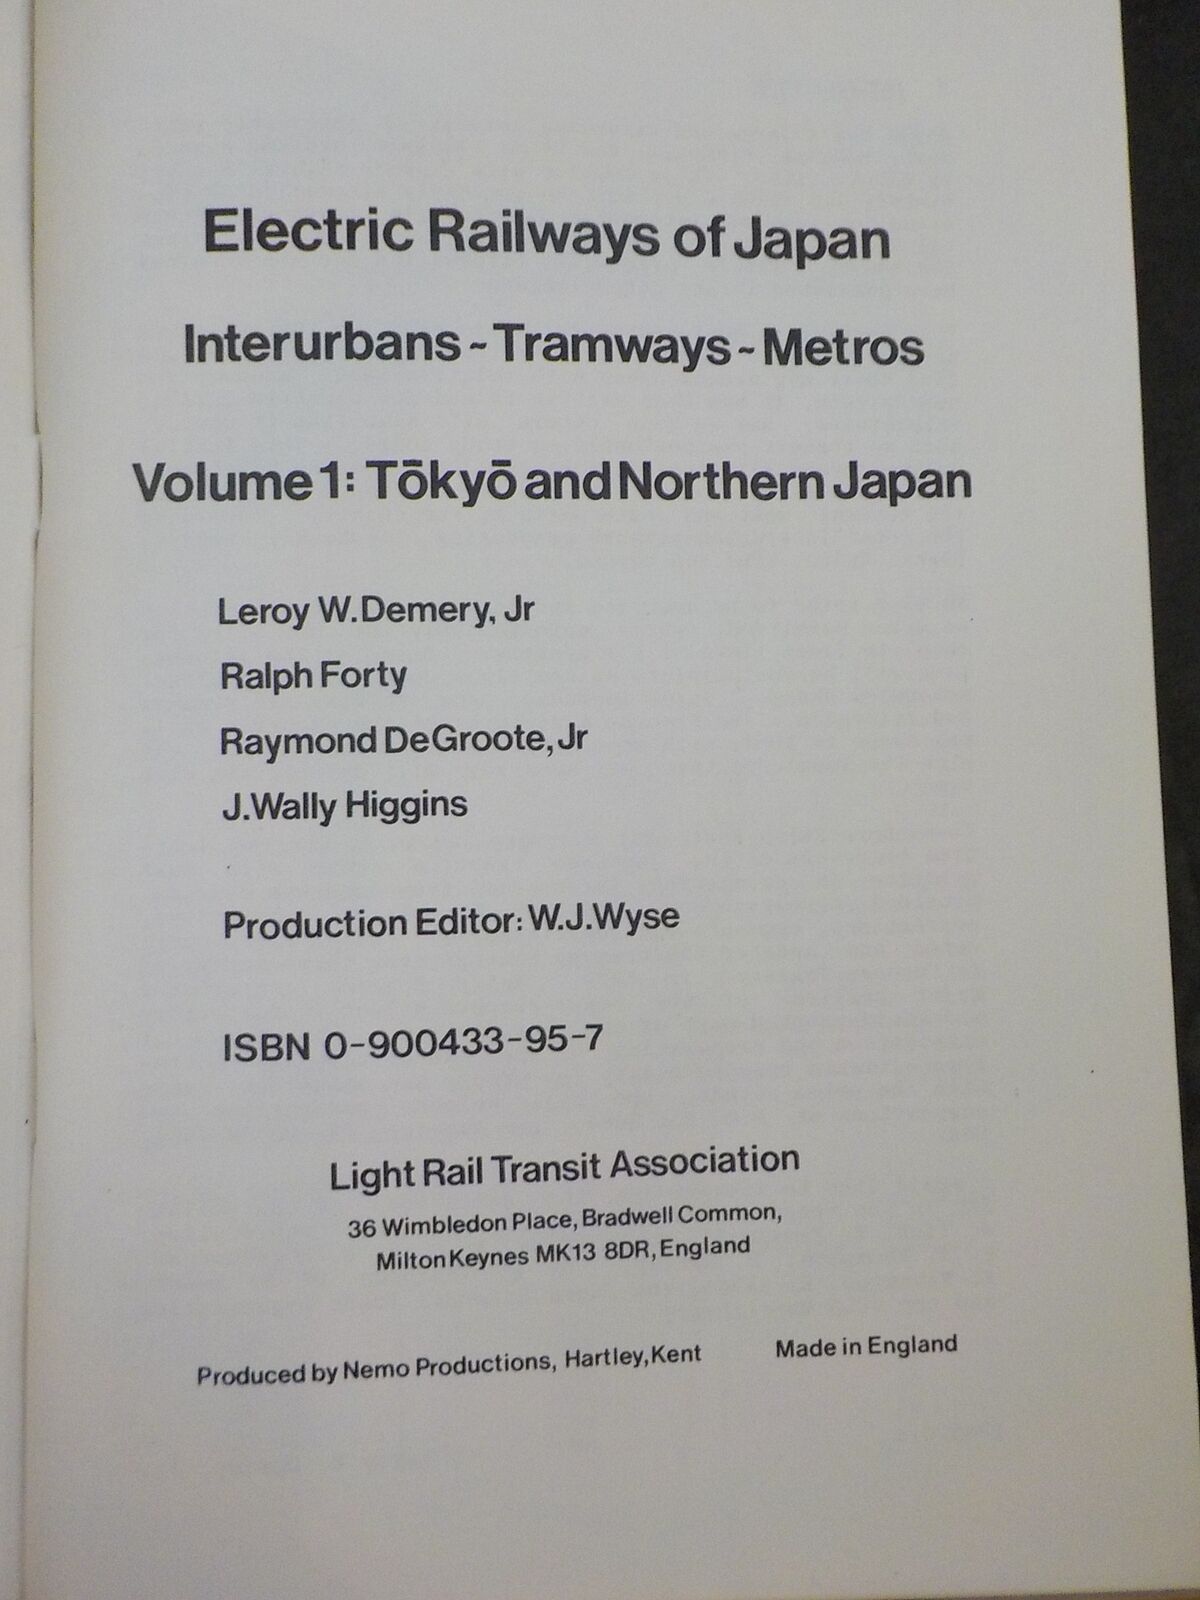 Electric Railways of Japan
Interurbans ~ Tramways ~ Metros
Volume 1: Tōkyō and Northern Japan
Leroy W. Demery, Jr
Ralph Forty
Raymond DeGroote, Jr
J. Wally Higgins
Production Editor: W.J. Wyse
ISBN 0-900433-95-7
Light Rail Transit Association
36 Wimbledon Place, Bradwell Common,
Milton Keynes MK13 8DR, England
Produced by Nemo Productions, Hartley, Kent Made in England